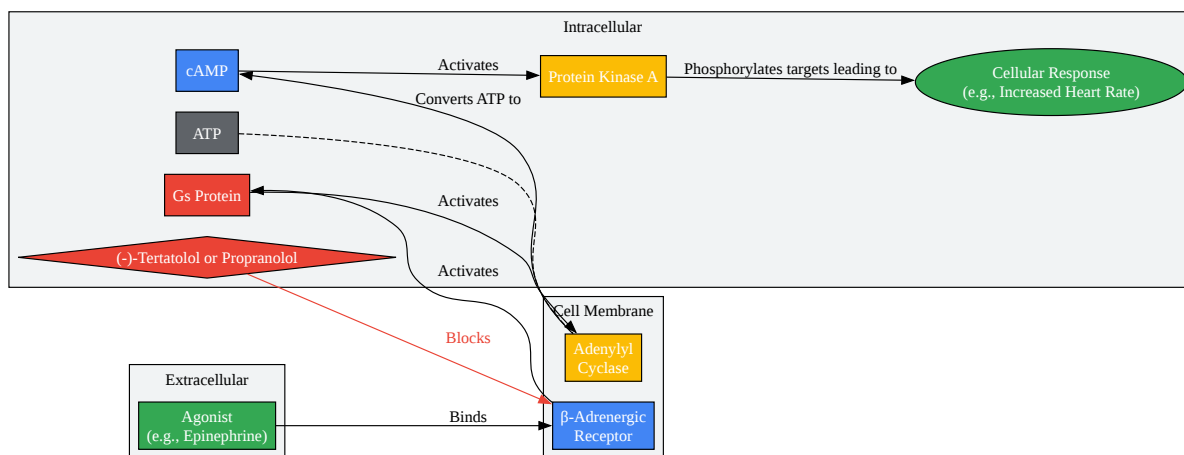 Intracellular
cAMP
Activates
Protein Kinase A
Phosphorylates targets leading to
Cellular Response
(e.g., Increased Heart Rate)
Converts ATP to
ATP
Gs Protein
Activates
(-)-Tertatolol or Propranolol
Activates
Cell Membrane
Blocks
Adenylyl
Cyclase
Extracellular
Agonist
(e.g., Epinephrine)
Binds
β-Adrenergic
Receptor